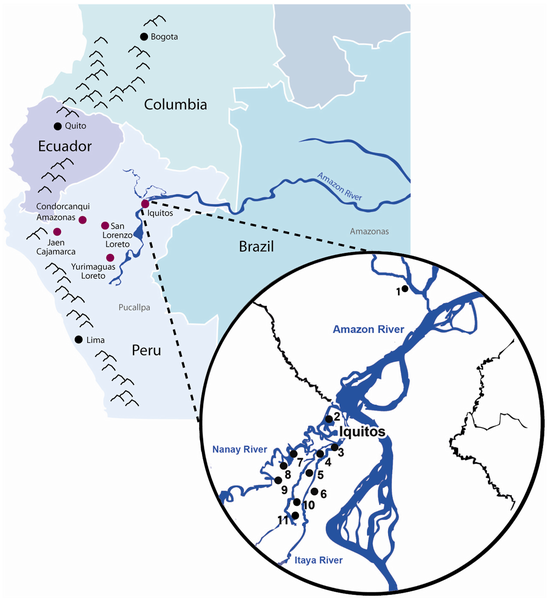 Bogota
Columbia
Quito
Ecuador
Amazon River
Condorcanqui
Amazonas
Iquitos
San
Lorenzo
Loreto
Jaen
Cajamarca
Yurimaguas
Loreto
Brazil
Amazonas
Pucallpa
Lima
Peru
1
Amazon River
2
Iquitos
Nanay River
3
7
4
8
5
9
6
10
11
Itaya River